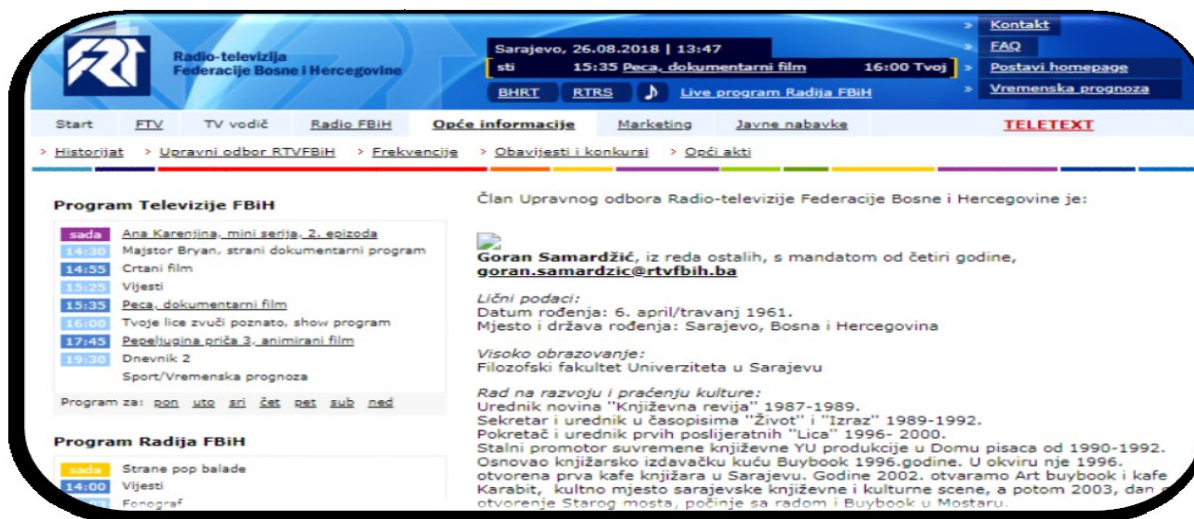 Radio-televizija
Federacije Bosne i Hercegovine
Sarajevo, 26.08.2018 | 13:47
sti 15:35 Peca, dokumentarni film 16:00 Tvoj
BHRT RTRS Live program Radija FBiH
» Kontakt
» FAQ
» Postavi homepage
» Vremenska prognoza
Start FTV TV vodič Radio FBiH Opće informacije Marketing Javne nabavke TELETEXT
> Historijat > Upravni odbor RTVFBiH > Frekvencije > Obavijesti i konkursi > Opći akti
Program Televizije FBiH
sada Ana Karenjina, mini serija, 2. epizoda
14:30 Majstor Bryan, strani dokumentarni program
14:55 Crtani film
15:25 Vijesti
15:35 Peca, dokumentarni film
16:00 Tvoje lice zvuči poznato, show program
17:45 Pepeljugina priča 3, animirani film
19:30 Dnevnik 2
Sport/Vremenska prognoza
Program za: pon uto sri čet pet sub ned
Program Radija FBiH
sada Strane pop balade
14:00 Vijesti
Fonograf
Član Upravnog odbora Radio-televizije Federacije Bosne i Hercegovine je:
Goran Samardžić, iz reda ostalih, s mandatom od četiri godine,
goran.samardzic@rtvfbih.ba
Lični podaci:
Datum rođenja: 6. april/travanj 1961.
Mjesto i država rođenja: Sarajevo, Bosna i Hercegovina
Visoko obrazovanje:
Filozofski fakultet Univerziteta u Sarajevu
Rad na razvoju i praćenju kulture:
Urednik novina "Književna revija" 1987-1989.
Sekretar i urednik u časopisima "Život" i "Izraz" 1989-1992.
Pokretač i urednik prvih poslijeratnih "Lica" 1996- 2000.
Stalni promotor suvremene književne YU produkcije u Domu pisaca od 1990-1992.
Osnovao knjižarsko izdavačku kuću Buybook 1996.godine. U okviru nje 1996.
otvorena prva kafe knjižara u Sarajevu. Godine 2002. otvaramo Art buybook i kafe
Karabit, kultno mjesto sarajevske književne i kulturne scene, a potom 2003, dan
otvorenje Starog mosta, počinje sa radom i Buybook u Mostaru.